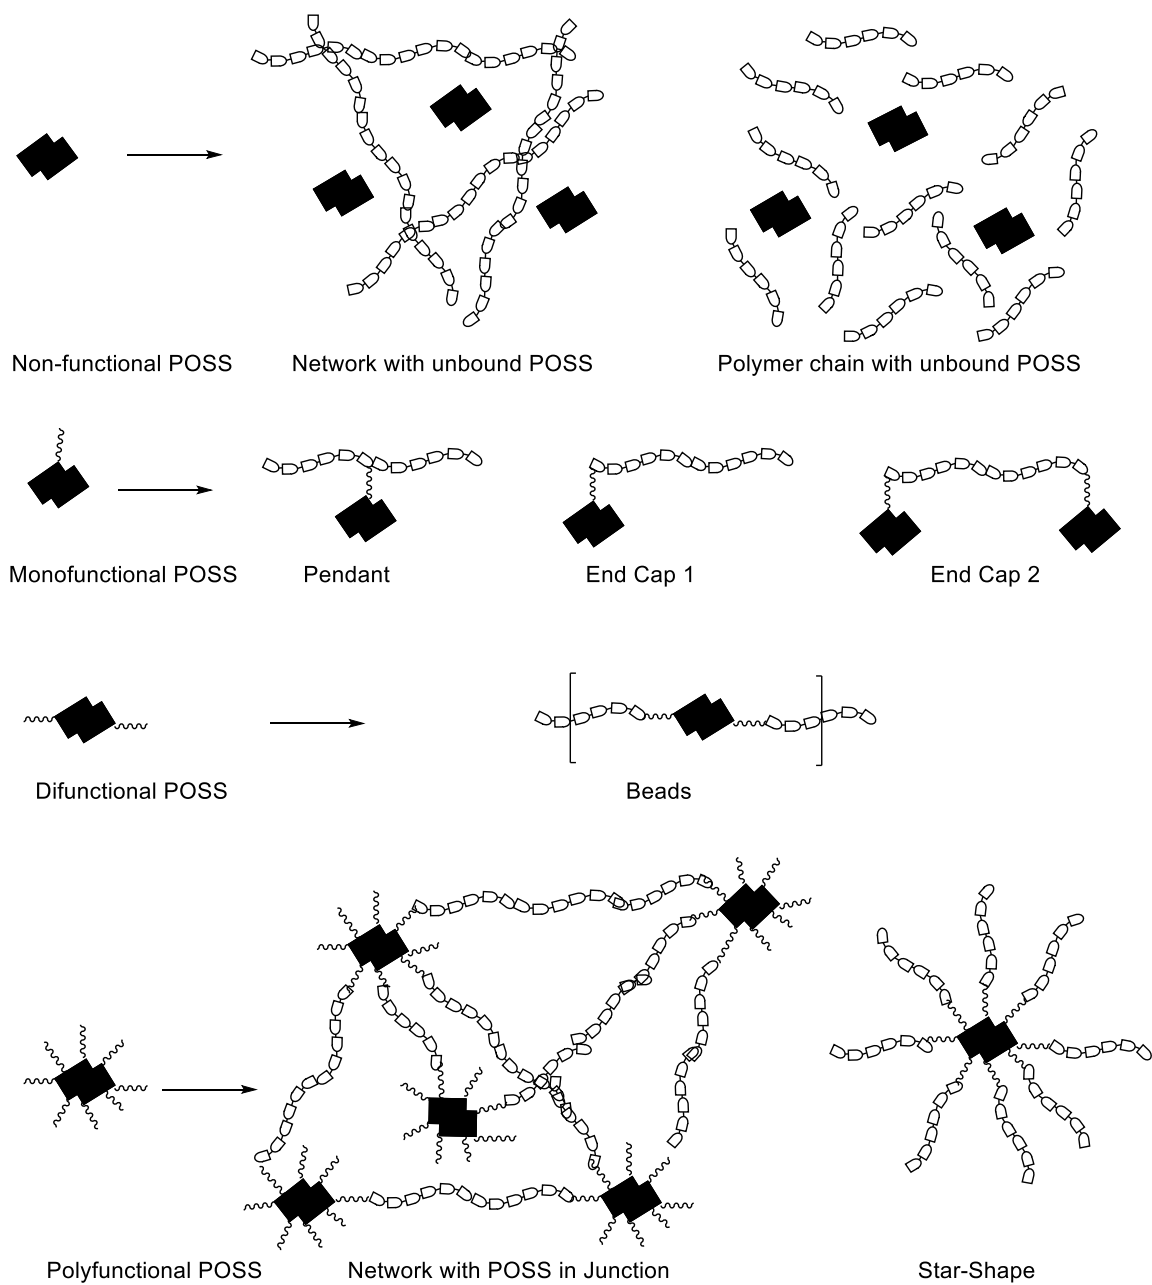 Non-functional POSS
Network with unbound POSS
Polymer chain with unbound POSS
Monofunctional POSS
Pendant
End Cap 1
End Cap 2
Difunctional POSS
Beads
Polyfunctional POSS
Network with POSS in Junction
Star-Shape